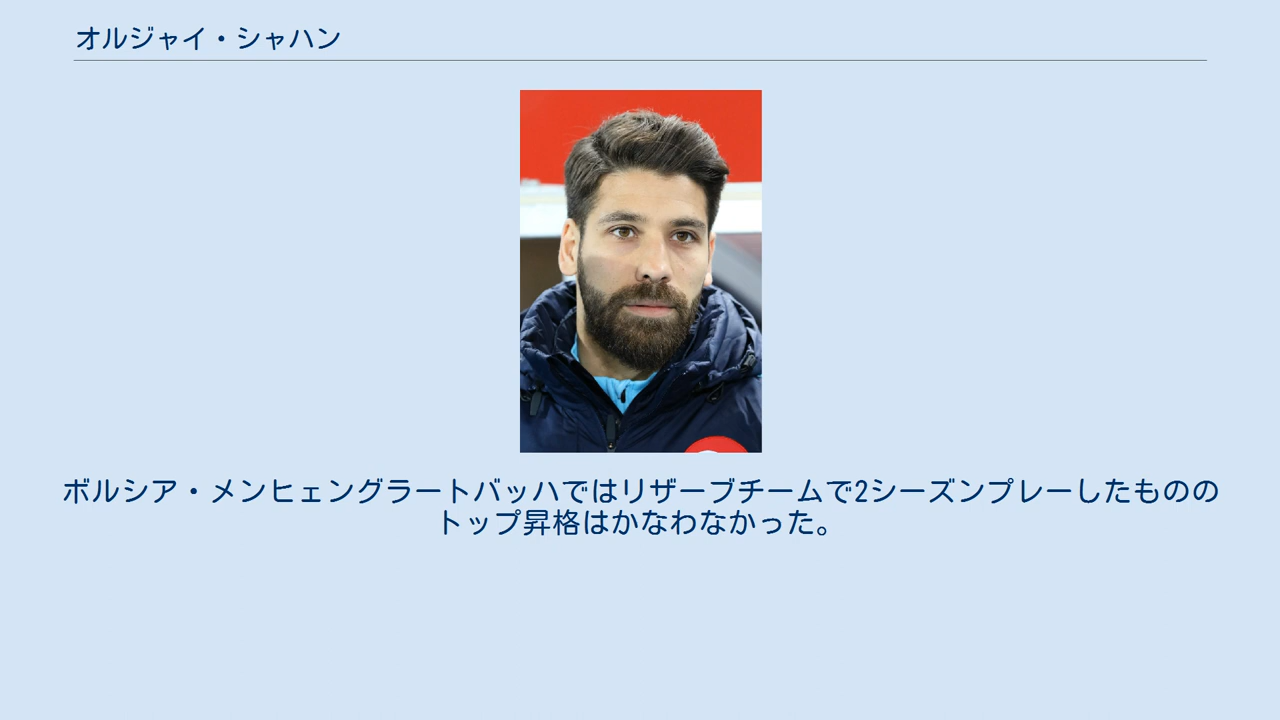 オルジャイ・シャハン
ボルシア・メンヒェングラートバッハではリザーブチームで2シーズンプレーしたものの
トップ昇格はかなわなかった。